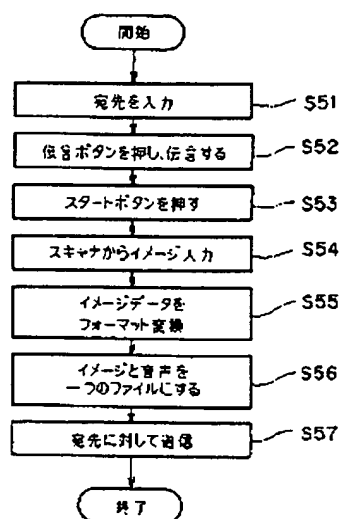 開始
宛先を入力
S51
伝言ボタンを押し、伝言する
S52
スタートボタンを押す
S53
スキャナからイメージ入力
S54
イメージデータを
フォーマット変換
S55
イメージと音声を
一つのファイルにする
S56
宛先に対して送信
S57
終了